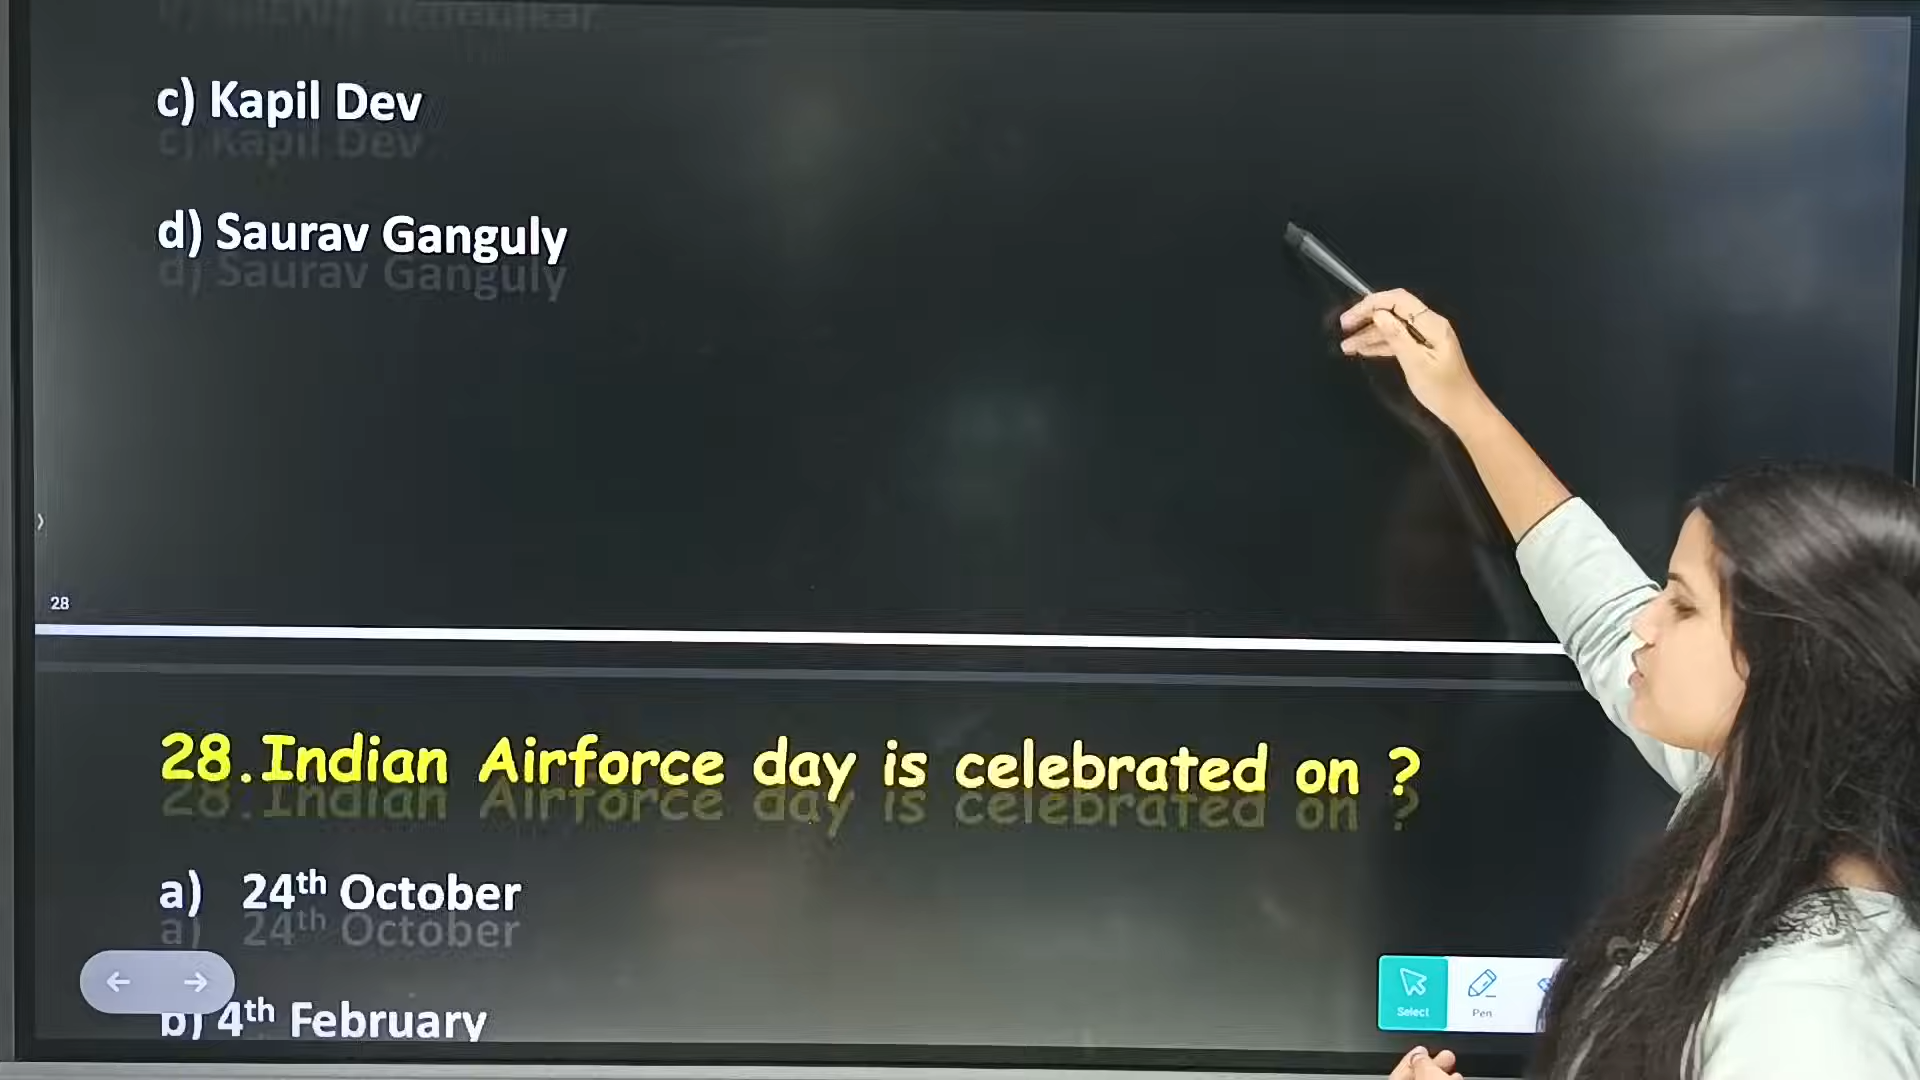 c) Kapil Dev
d) Saurav Ganguly
28
28.Indian Airforce day is celebrated on ?
a) 24th October
b) 4th February
Select
Pen